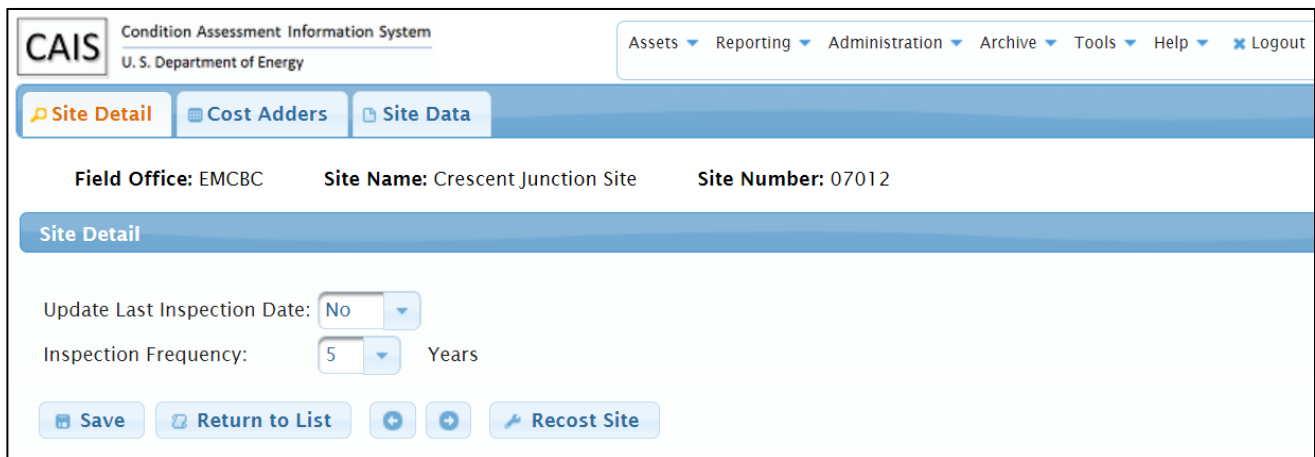 CAIS
Condition Assessment Information System
U. S. Department of Energy
Assets Reporting Administration Archive Tools Help Logout
Site Detail Cost Adders Site Data
Field Office: EMCBC Site Name: Crescent Junction Site Site Number: 07012
Site Detail
Update Last Inspection Date: No
Inspection Frequency: 5 Years
Save Return to List Recost Site